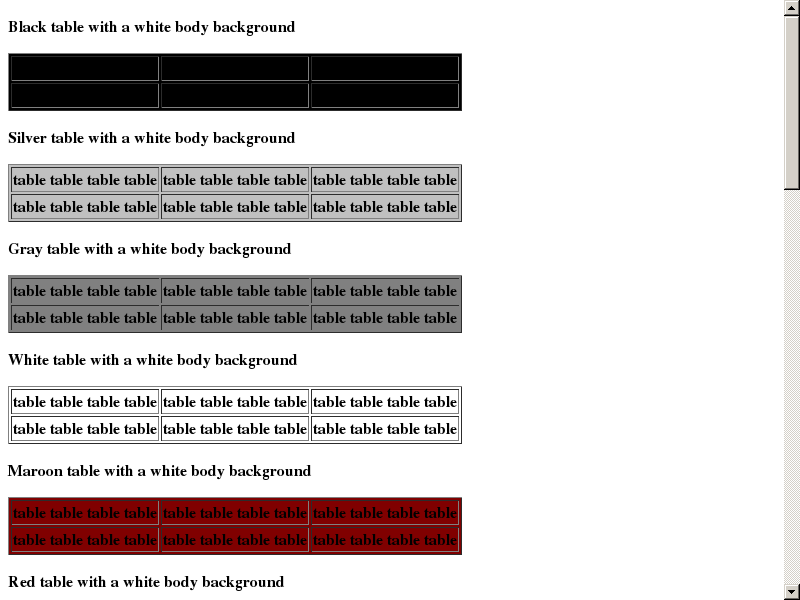 Black table with a white body background
Silver table with a white body background
table table table table table table table table table table table table
table table table table table table table table table table table table
Gray table with a white body background
table table table table table table table table table table table table
table table table table table table table table table table table table
White table with a white body background
table table table table table table table table table table table table
table table table table table table table table table table table table
Maroon table with a white body background
table table table table table table table table table table table table
table table table table table table table table table table table table
Red table with a white body background